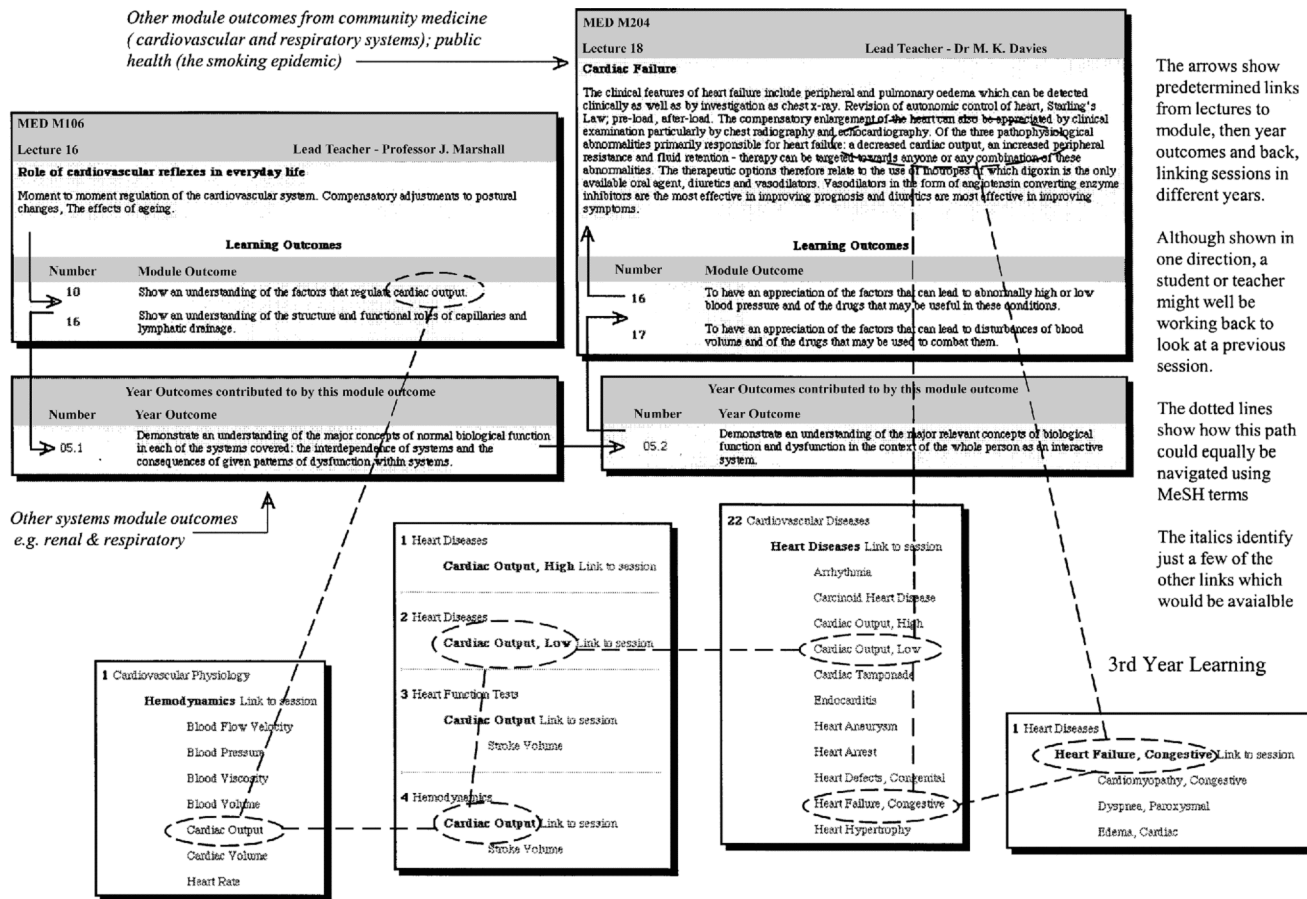 Other module outcomes from community medicine
( cardiovascular and respiratory systems); public
health (the smoking epidemic)
MED M106
Lecture 16 Lead Teacher - Professor J. Marshall
Role of cardiovascular reflexes in everyday life
Moment to moment regulation of the cardiovascular system. Compensatory adjustments to postural
changes, The effects of ageing.
Learning Outcomes
Number Module Outcome
10 Show an understanding of the factors that regulate cardiac output.
16 Show an understanding of the structure and functional roles of capillaries and
lymphatic drainage.
Year Outcomes contributed to by this module outcome
Number Year Outcome
05.1 Demonstrate an understanding of the major concepts of normal biological function
in each of the systems covered: the interdependence of systems and the
consequences of given patterns of dysfunction within systems.
Other systems module outcomes
e.g. renal & respiratory
MED M204
Lecture 18 Lead Teacher - Dr M. K. Davies
Cardiac Failure
The clinical features of heart failure include peripheral and pulmonary oedema which can be detected
clinically as well as by investigation as chest x-ray. Revision of autonomic control of heart, Starling's
Law; pre-load, after-load. The compensatory enlargement of the heart can also be appreciated by clinical
examination particularly by chest radiography and echocardiography. Of the three pathophysiological
abnormalities primarily responsible for heart failure: a decreased cardiac output, an increased peripheral
resistance and fluid retention - therapy can be targeted towards anyone or any combination of these
abnormalities. The therapeutic options therefore relate to the use of inotropes of which digoxin is the only
available oral agent, diuretics and vasodilators. Vasodilators in the form of angiotensin converting enzyme
inhibitors are the most effective in improving prognosis and diuretics are most effective in improving
symptoms.
Learning Outcomes
Number Module Outcome
16 To have an appreciation of the factors that can lead to abnormally high or low
blood pressure and of the drugs that may be useful in these conditions.
17 To have an appreciation of the factors that can lead to disturbances of blood
volume and of the drugs that may be used to combat them.
Year Outcomes contributed to by this module outcome
Number Year Outcome
05.2 Demonstrate an understanding of the major relevant concepts of biological
function and dysfunction in the context of the whole person as an interactive
system.
The arrows show
predetermined links
from lectures to
module, then year
outcomes and back,
linking sessions in
different years.
Although shown in
one direction, a
student or teacher
might well be
working back to
look at a previous
session.
The dotted lines
show how this path
could equally be
navigated using
MeSH terms
The italics identify
just a few of the
other links which
would be avaialble
1 Cardiovascular Physiology
Hemodynamics Link to session
Blood Flow Velocity
Blood Pressure
Blood Viscosity
Blood Volume
Cardiac Output
Cardiac Volume
Heart Rate
1 Heart Diseases
Cardiac Output, High Link to session
2 Heart Diseases
Cardiac Output, Low Link to session
3 Heart Function Tests
Cardiac Output Link to session
Stroke Volume
4 Hemodynamics
Cardiac Output Link to session
Stroke Volume
22 Cardiovascular Diseases
Heart Diseases Link to session
Arrhythmia
Carcinoid Heart Disease
Cardiac Output, High
Cardiac Output, Low
Cardiac Tamponade
Endocarditis
Heart Aneurysm
Heart Arrest
Heart Defects, Congenital
Heart Failure, Congestive
Heart Hypertrophy
3rd Year Learning
1 Heart Diseases
Heart Failure, Congestive Link to session
Cardiomyopathy, Congestive
Dyspnea, Paroxysmal
Edema, Cardiac